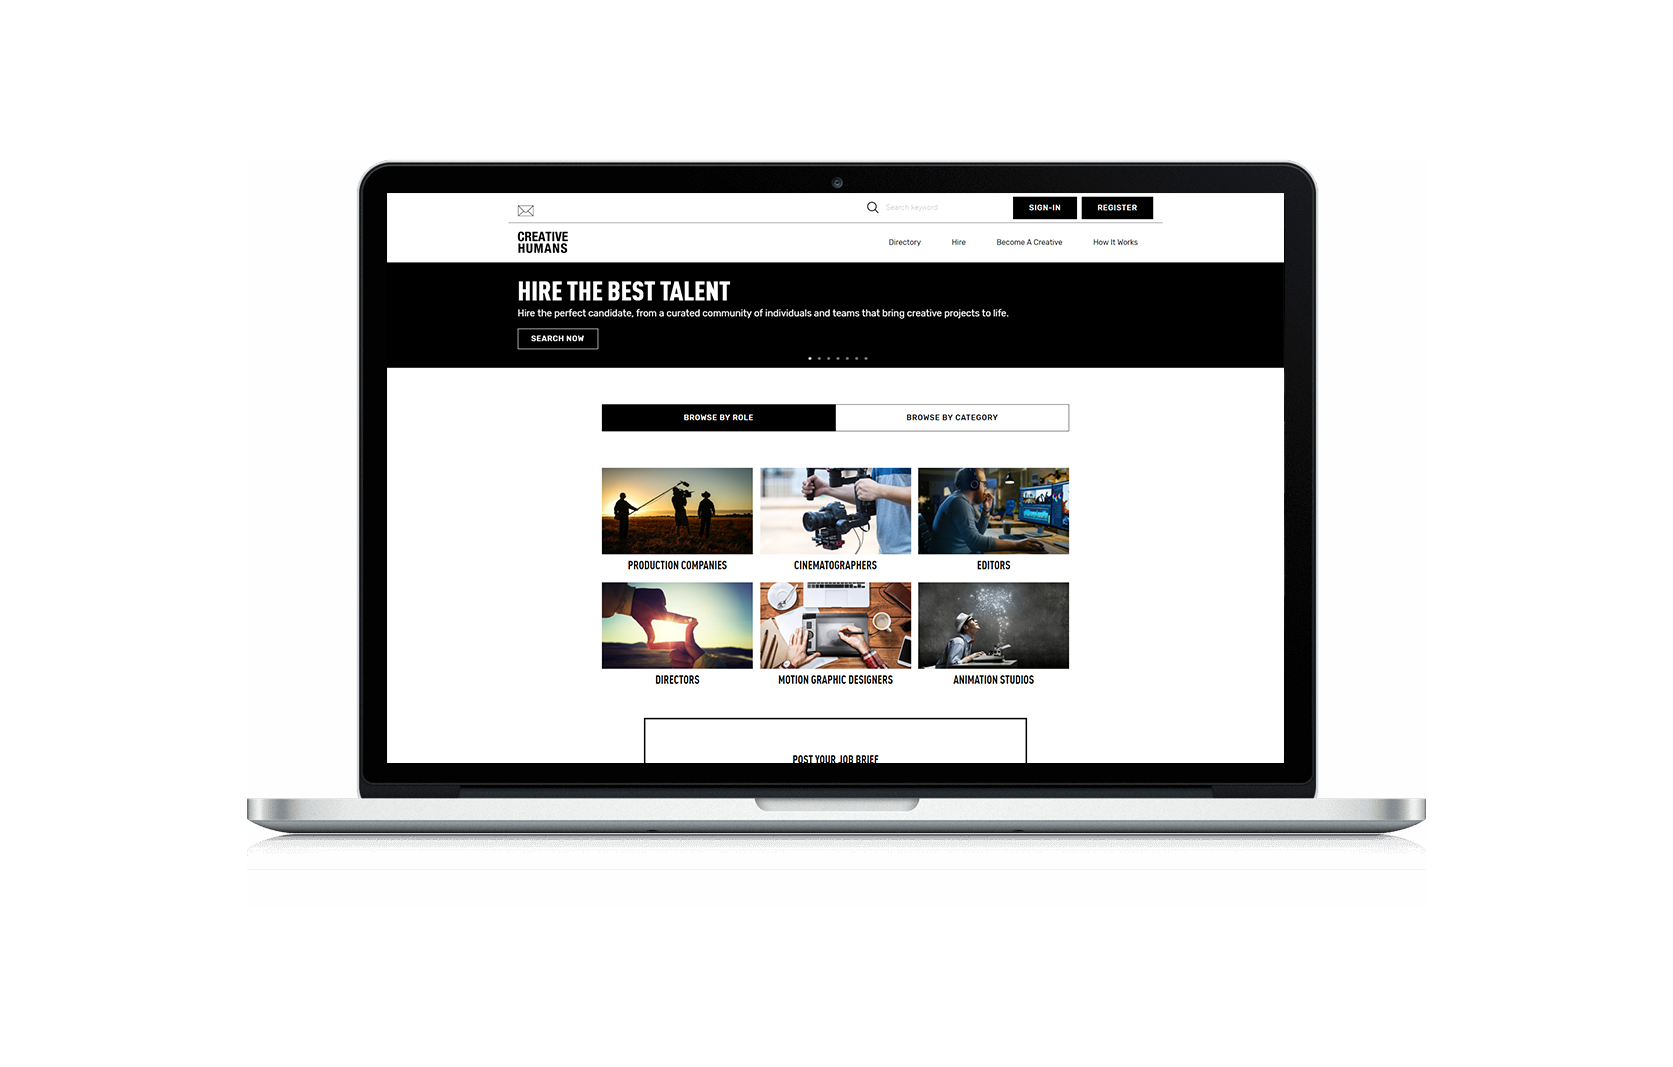 Search keyword
SIGN-IN
REGISTER
CREATIVE
HUMANS
Directory
Hire
Become A Creative
How It Works
HIRE THE BEST TALENT
Hire the perfect candidate, from a curated community of individuals and teams that bring creative projects to life.
SEARCH NOW
BROWSE BY ROLE
BROWSE BY CATEGORY
PRODUCTION COMPANIES
CINEMATOGRAPHERS
EDITORS
DIRECTORS
MOTION GRAPHIC DESIGNERS
ANIMATION STUDIOS
POST YOUR JOB BRIEF